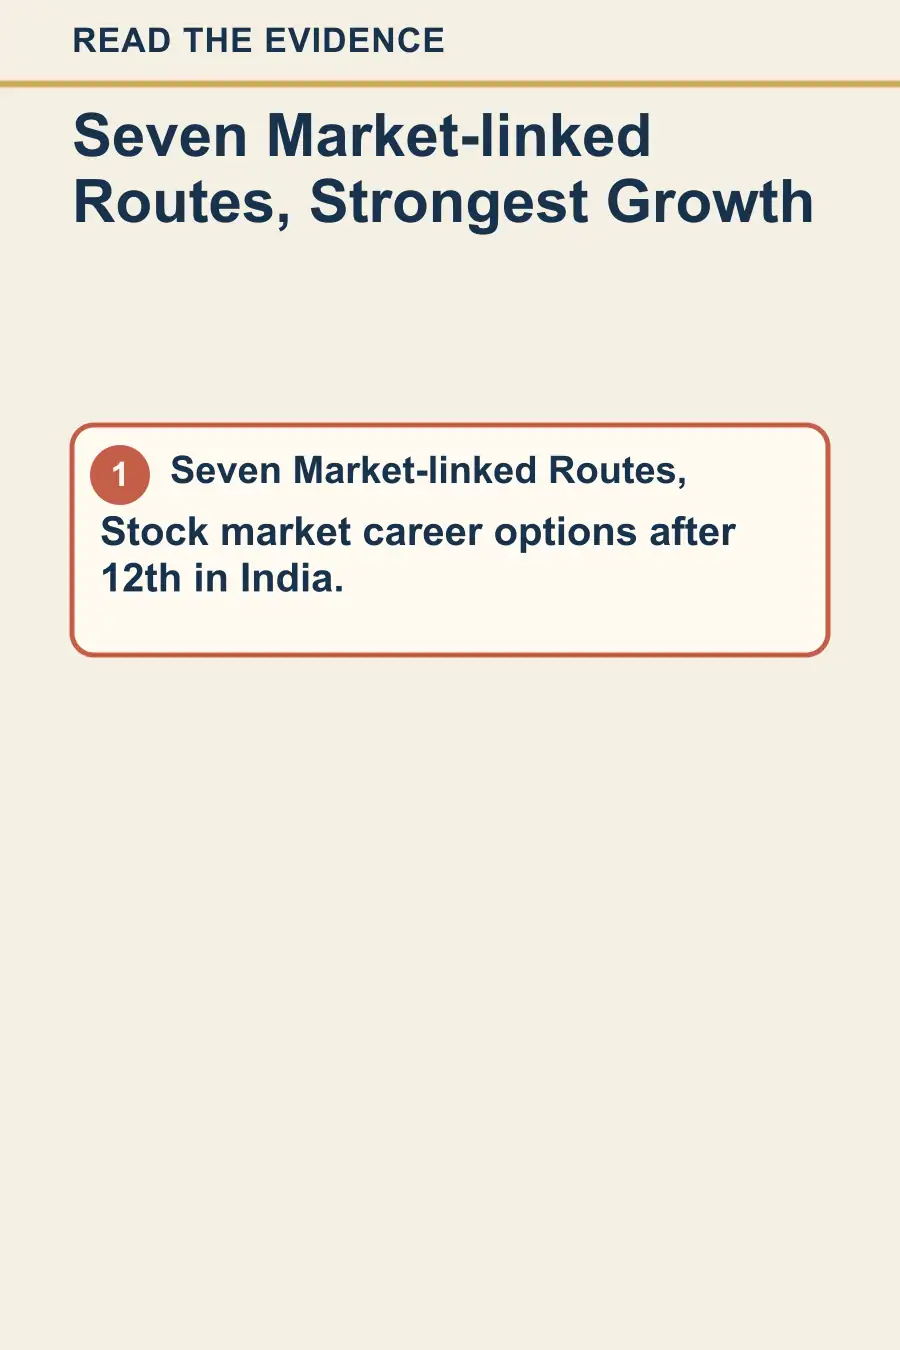 READ THE EVIDENCE
Seven Market-linked
Routes, Strongest Growth
1 Seven Market-linked Routes,
Stock market career options after
12th in India.